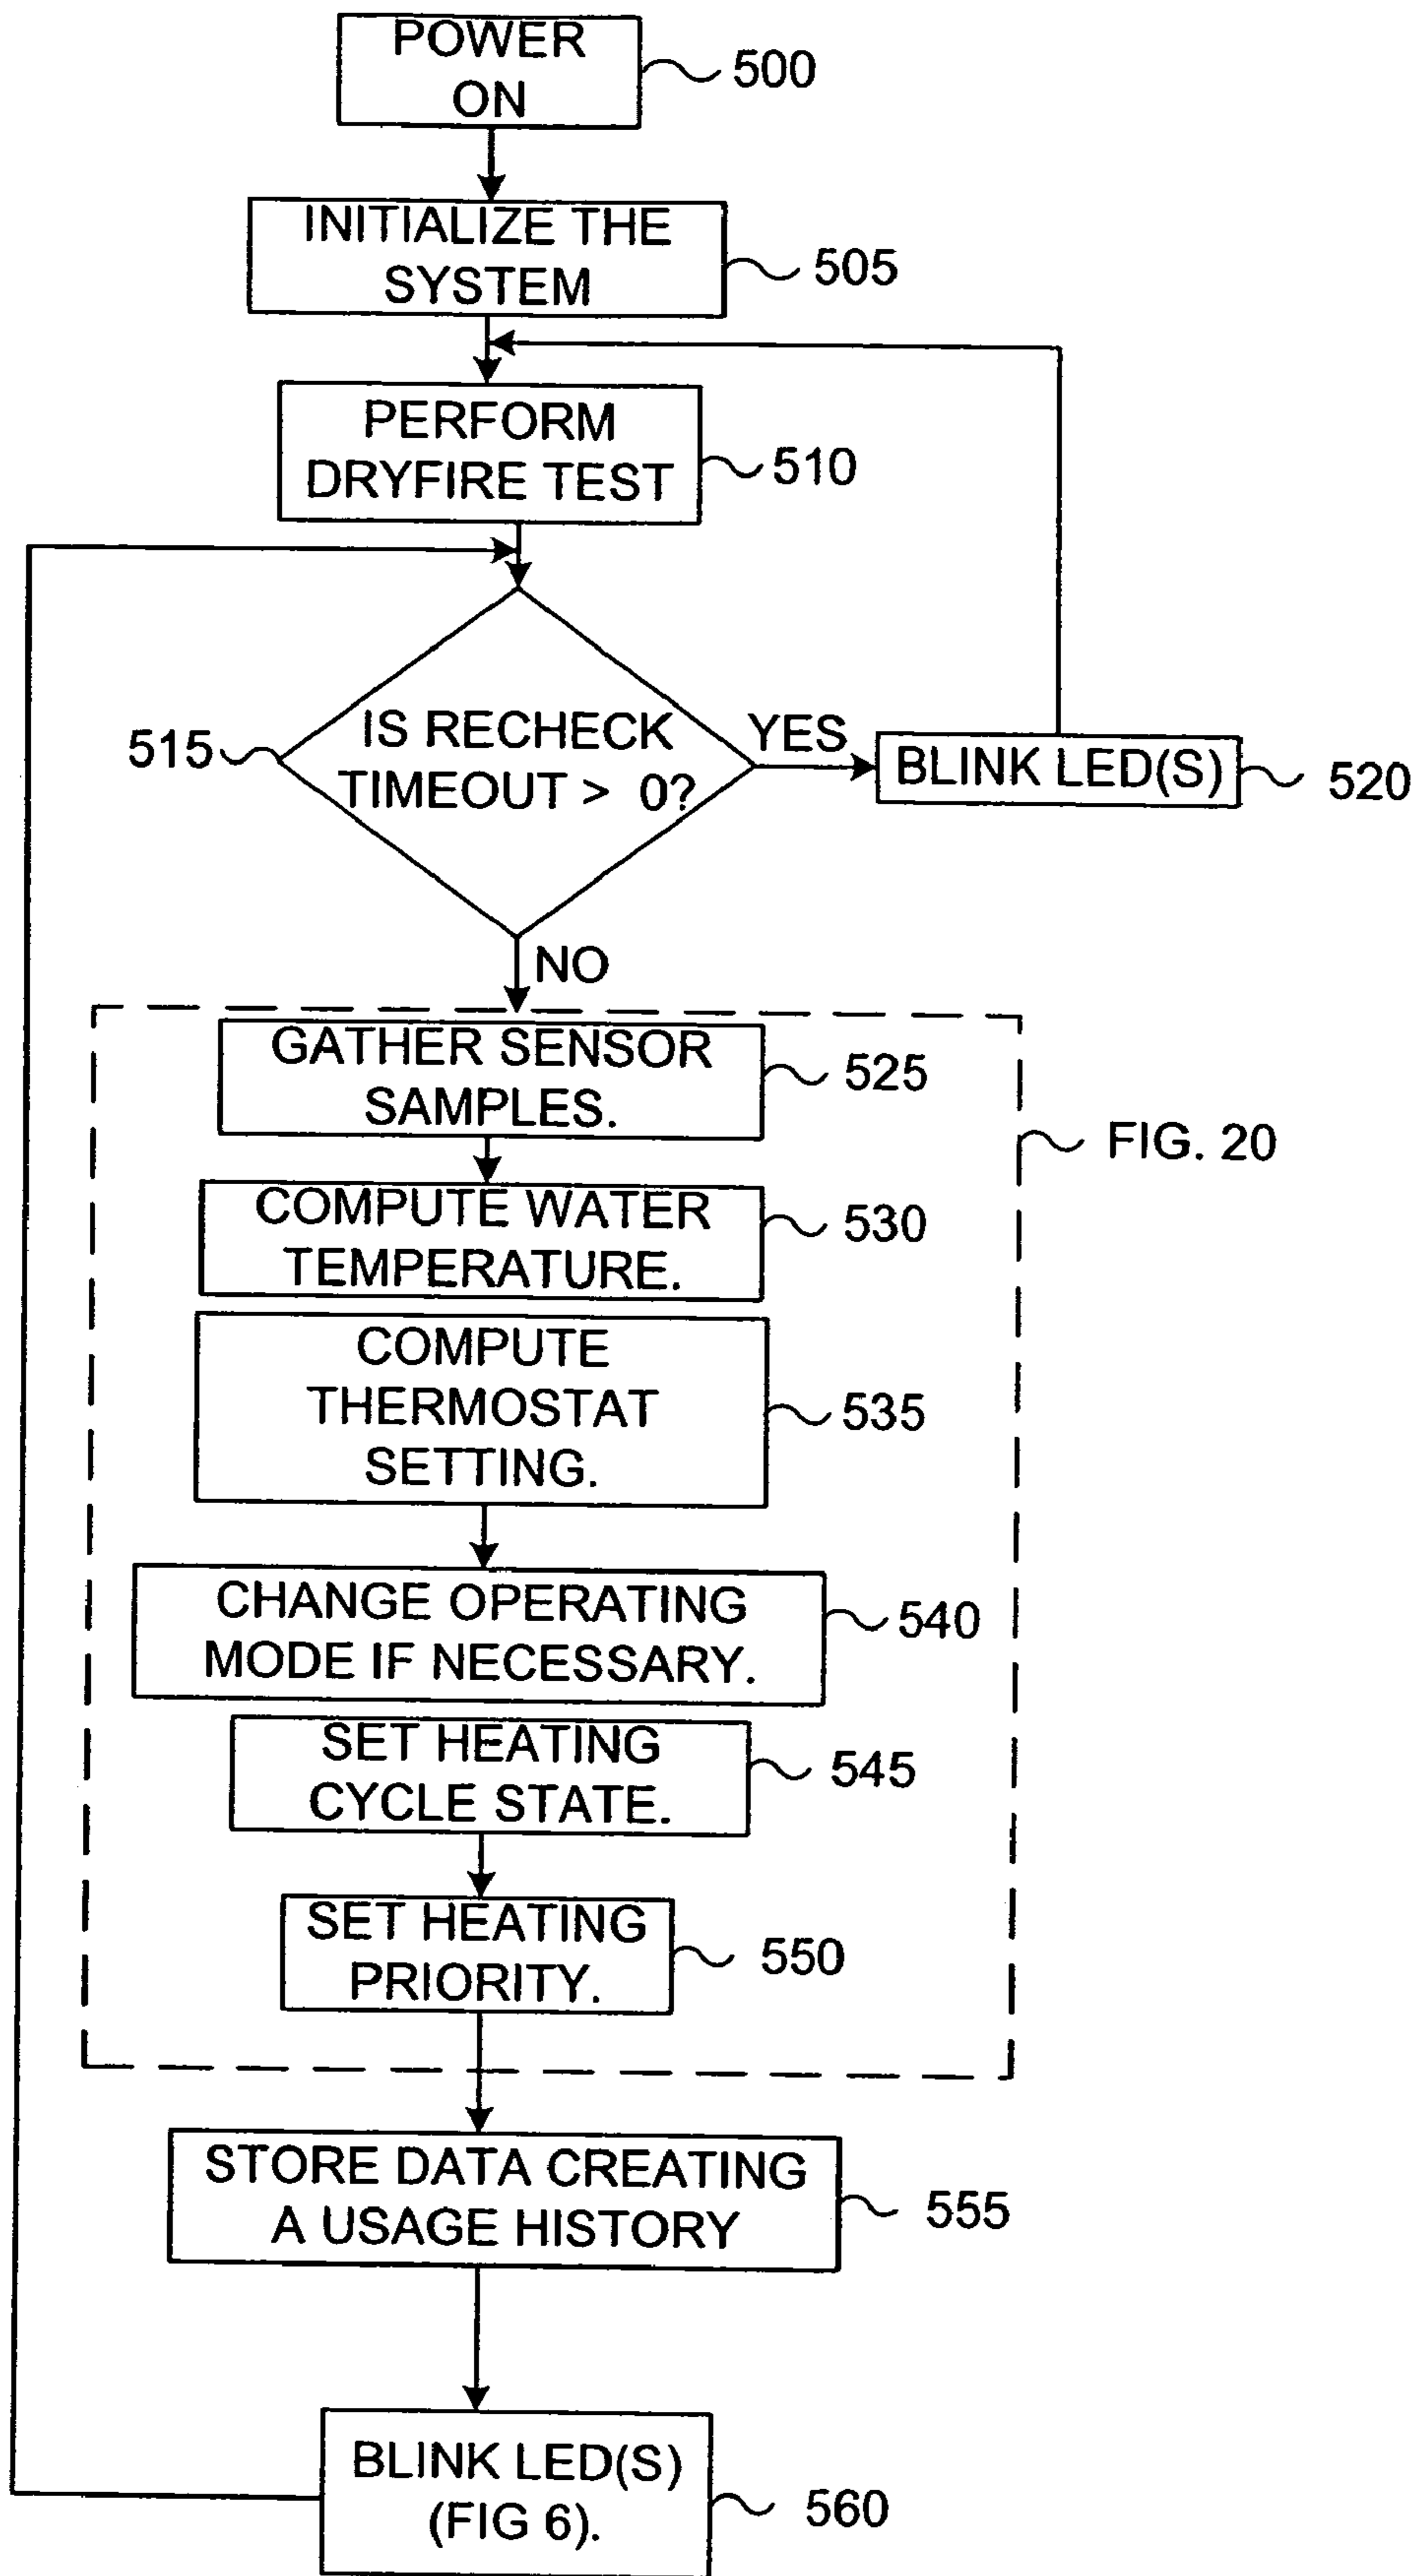 POWER
ON
500
INITIALIZE THE
SYSTEM
505
PERFORM
DRYFIRE TEST
510
515
IS RECHECK
TIMEOUT > 0?
YES
BLINK LED(S)
520
NO
GATHER SENSOR
SAMPLES.
525
FIG. 20
COMPUTE WATER
TEMPERATURE.
530
COMPUTE
THERMOSTAT
SETTING.
535
CHANGE OPERATING
MODE IF NECESSARY.
540
SET HEATING
CYCLE STATE.
545
SET HEATING
PRIORITY.
550
STORE DATA CREATING
A USAGE HISTORY
555
BLINK LED(S)
(FIG 6).
560